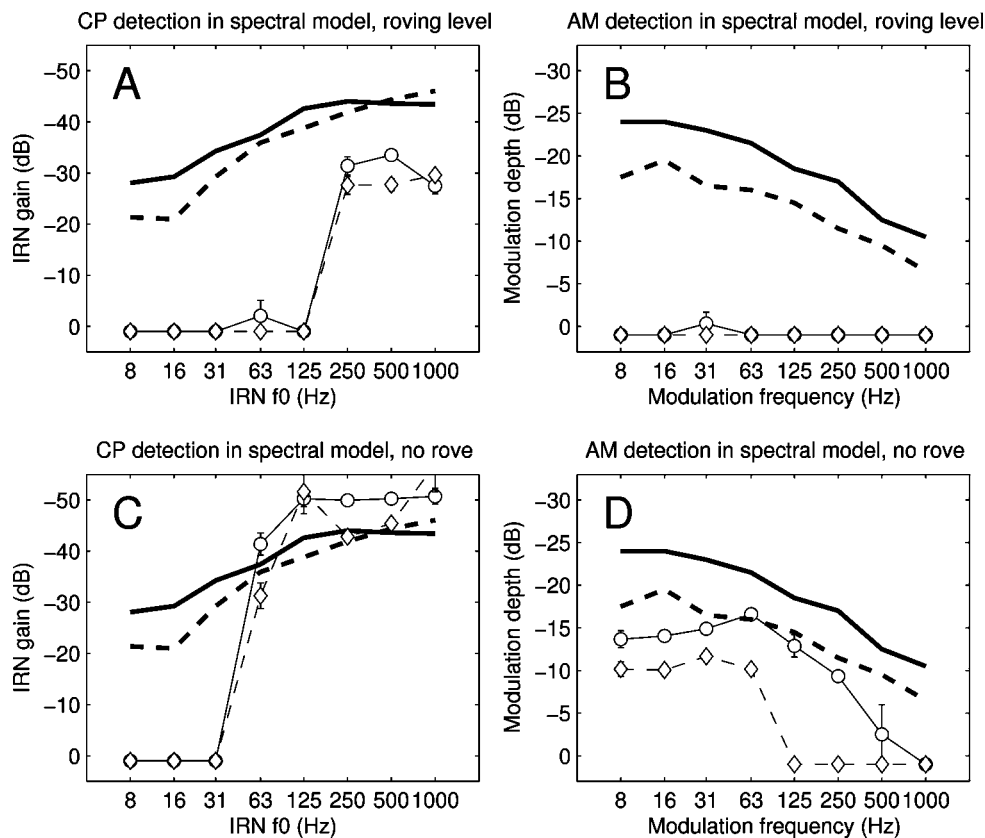 CP detection in spectral model, roving level
A
IRN gain (dB)
−50
−40
−30
−20
−10
0
8 16 31 63 125 250 500 1000
IRN f0 (Hz)
AM detection in spectral model, roving level
B
Modulation depth (dB)
−30
−25
−20
−15
−10
−5
0
8 16 31 63 125 250 500 1000
Modulation frequency (Hz)
CP detection in spectral model, no rove
C
IRN gain (dB)
−50
−40
−30
−20
−10
0
8 16 31 63 125 250 500 1000
IRN f0 (Hz)
AM detection in spectral model, no rove
D
Modulation depth (dB)
−30
−25
−20
−15
−10
−5
0
8 16 31 63 125 250 500 1000
Modulation frequency (Hz)